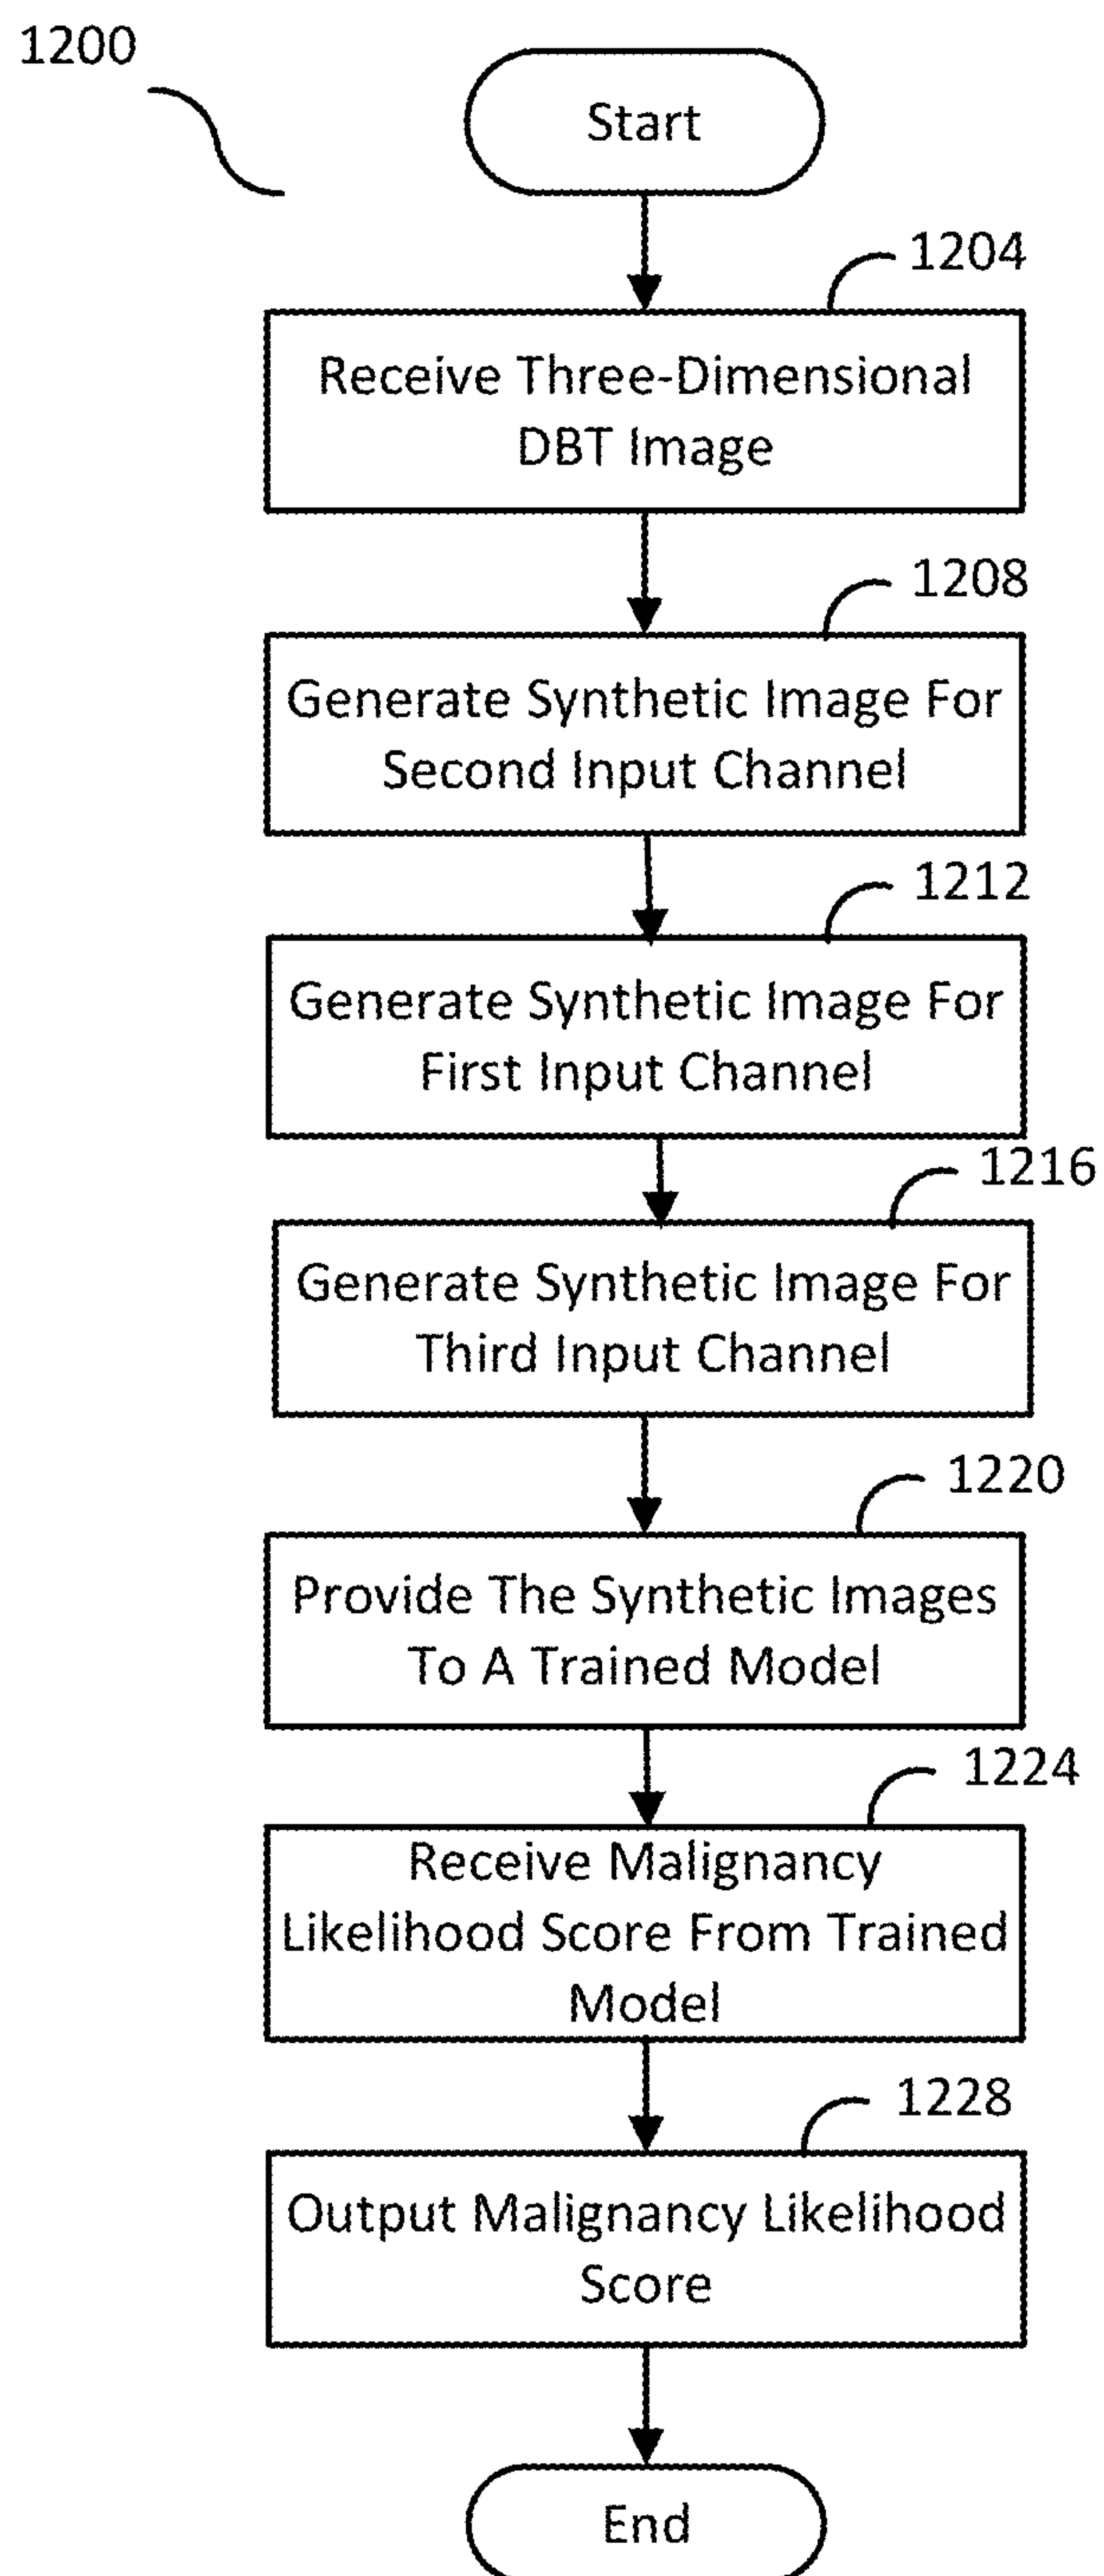 1200
Start
1204
Receive Three-Dimensional
DBT Image
1208
Generate Synthetic Image For
Second Input Channel
1212
Generate Synthetic Image For
First Input Channel
1216
Generate Synthetic Image For
Third Input Channel
1220
Provide The Synthetic Images
To A Trained Model
1224
Receive Malignancy
Likelihood Score From Trained
Model
1228
Output Malignancy Likelihood
Score
End